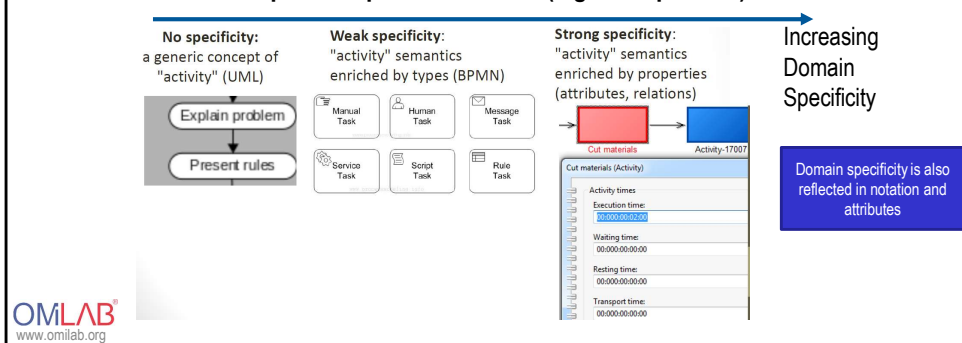 No specificity:
a generic concept of
"activity" (UML)
Explain problem
Present rules
Weak specificity:
"activity" semantics
enriched by types (BPMN)
Manual
Task
Human
Task
Message
Task
Service
Task
Script
Task
Rule
Task
Strong specificity:
"activity" semantics
enriched by properties
(attributes, relations)
Cut materials
Activity-17007
Cut materials (Activity)
Activity times
Execution time:
00:000:00:02:00
Waiting time:
00:000:00:00:00
Resting time:
00:000:00:00:00
Transport time:
00:000:00:00:00
Increasing
Domain
Specificity
Domain specificity is also
reflected in notation and
attributes
OMiLAB®
www.omilab.org